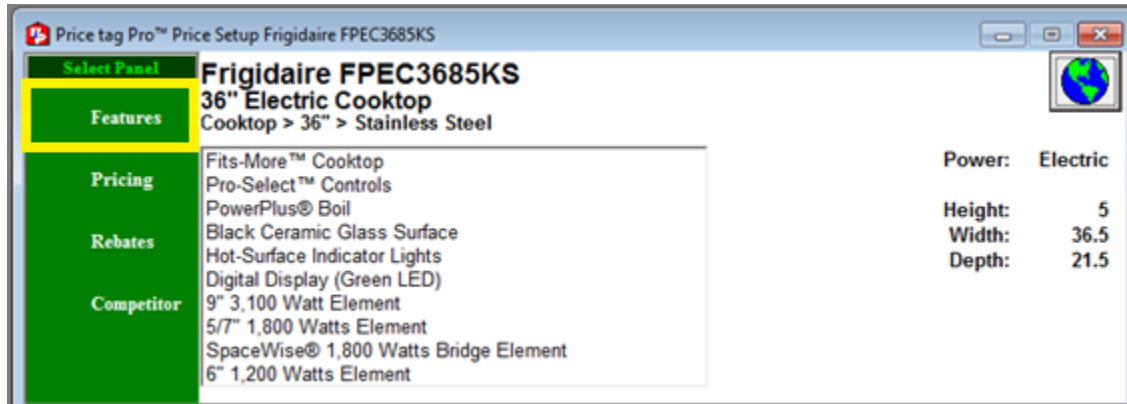 Price tag Pro™ Price Setup Frigidaire FPEC3685KS
Select Panel
Features
Pricing
Rebates
Competitor
Frigidaire FPEC3685KS
36" Electric Cooktop
Cooktop > 36" > Stainless Steel
Fits-More™ Cooktop
Pro-Select™ Controls
PowerPlus® Boil
Black Ceramic Glass Surface
Hot-Surface Indicator Lights
Digital Display (Green LED)
9" 3,100 Watt Element
5/7" 1,800 Watts Element
SpaceWise® 1,800 Watts Bridge Element
6" 1,200 Watts Element
Power: Electric
Height: 5
Width: 36.5
Depth: 21.5